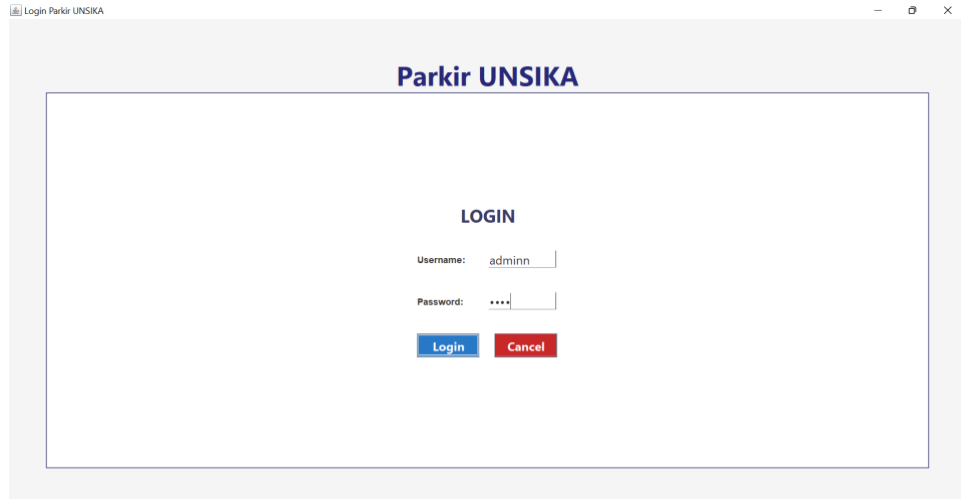 Login Parkir UNSIKA
Parkir UNSIKA
LOGIN
Username: adminn
Password: ••••
Login Cancel